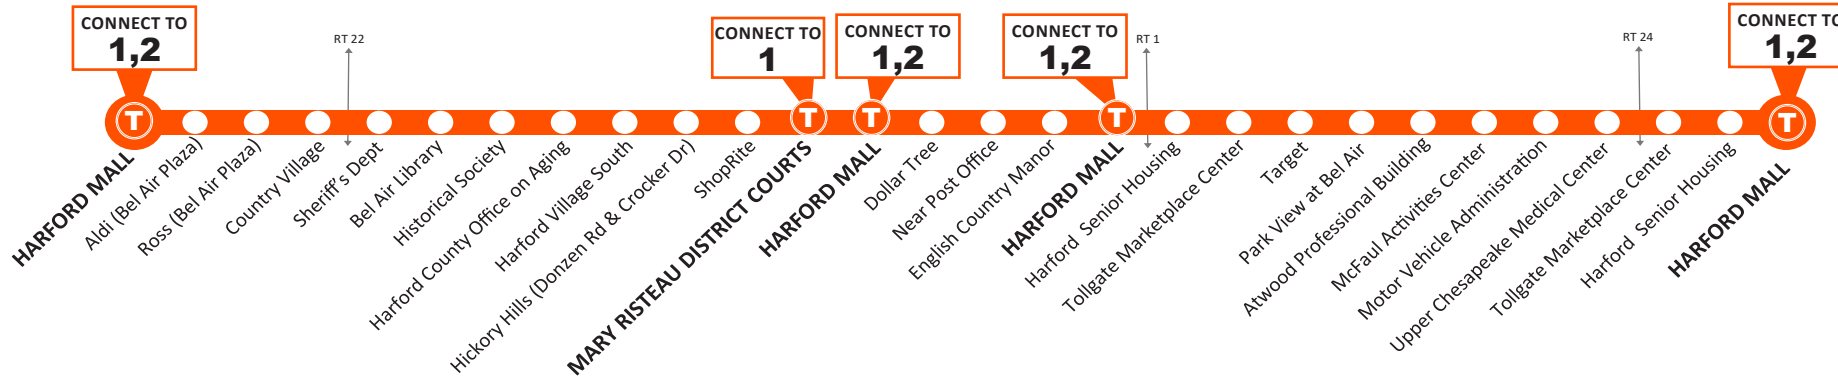 CONNECT TO
1,2
RT 22
CONNECT TO
1
CONNECT TO
1,2
CONNECT TO
1,2
RT 1
RT 24
CONNECT TO
1,2
T
T
T
T
T
HARFORD MALL
Aldi (Bel Air Plaza)
Ross (Bel Air Plaza)
Country Village
Sheriff's Dept
Bel Air Library
Historical Society
Harford County Office on Aging
Harford Village South
Hickory Hills (Donzen Rd & Crocker Dr)
ShopRite
MARY RISTEAU DISTRICT COURTS
HARFORD MALL
Dollar Tree
Near Post Office
English Country Manor
HARFORD MALL
Harford Senior Housing
Tollgate Marketplace Center
Target
Park View at Bel Air
Atwood Professional Building
McFaul Activities Center
Motor Vehicle Administration
Upper Chesapeake Medical Center
Tollgate Marketplace Center
Harford Senior Housing
HARFORD MALL